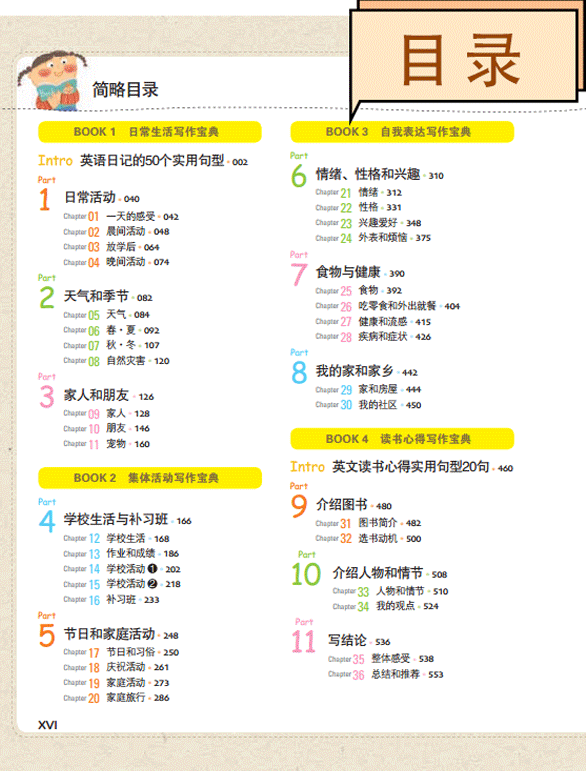 目录
简略目录
BOOK 1 日常生活写作宝典
Intro 英语日记的50个实用句型 • 002
Part
1 日常活动 • 040
Chapter 01 一天的感受 • 042
Chapter 02 晨间活动 • 048
Chapter 03 放学后 • 064
Chapter 04 晚间活动 • 074
Part
2 天气和季节 • 082
Chapter 05 天气 • 084
Chapter 06 春·夏 • 092
Chapter 07 秋·冬 • 107
Chapter 08 自然灾害 • 120
Part
3 家人和朋友 • 126
Chapter 09 家人 • 128
Chapter 10 朋友 • 146
Chapter 11 宠物 • 160
BOOK 2 集体活动写作宝典
Part
4 学校生活与补习班 • 166
Chapter 12 学校生活 • 168
Chapter 13 作业和成绩 • 186
Chapter 14 学校活动 ❶ • 202
Chapter 15 学校活动 ❷ • 218
Chapter 16 补习班 • 233
Part
5 节日和家庭活动 • 248
Chapter 17 节日和习俗 • 250
Chapter 18 庆祝活动 • 261
Chapter 19 家庭活动 • 273
Chapter 20 家庭旅行 • 286
BOOK 3 自我表达写作宝典
Part
6 情绪、性格和兴趣 • 310
Chapter 21 情绪 • 312
Chapter 22 性格 • 331
Chapter 23 兴趣爱好 • 348
Chapter 24 外表和烦恼 • 375
Part
7 食物与健康 • 390
Chapter 25 食物 • 392
Chapter 26 吃零食和外出就餐 • 404
Chapter 27 健康和流感 • 415
Chapter 28 疾病和症状 • 426
Part
8 我的家和家乡 • 442
Chapter 29 家和房屋 • 444
Chapter 30 我的社区 • 450
BOOK 4 读书心得写作宝典
Intro 英文读书心得实用句型20句 • 460
Part
9 介绍图书 • 480
Chapter 31 图书简介 • 482
Chapter 32 选书动机 • 500
Part
10 介绍人物和情节 • 508
Chapter 33 人物和情节 • 510
Chapter 34 我的观点 • 524
Part
11 写结论 • 536
Chapter 35 整体感受 • 538
Chapter 36 总结和推荐 • 553
XVI